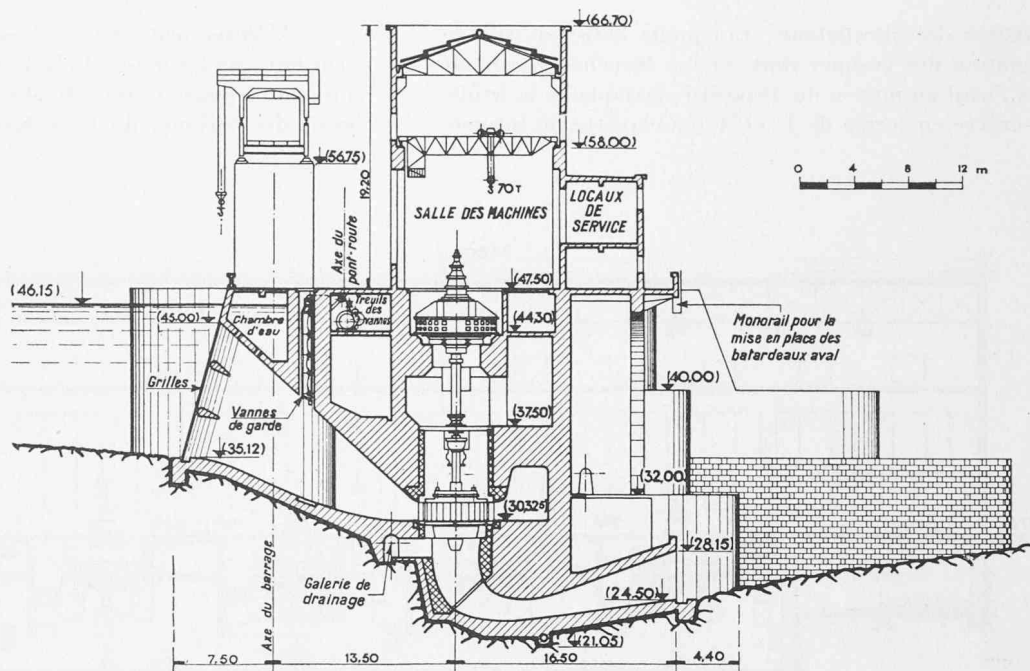 (66.70)
(56.75)
(58.00)
19,20
3 70 T
0 4 8 12 m
SALLE DES MACHINES
LOCAUX
DE
SERVICE
Axe du
pont-route
(47.50)
(46,15)
(45.00)
Chambre
d'eau
Treuils
des
vannes
(44.30)
Monorail pour la
mise en place des
batardeaux aval
Grilles
(40,00)
Vannes
de garde
(37.50)
(35,12)
(32,00)
(30,32⁶)
(28.15)
Galerie de
drainage
(24.50)
(21.05)
Axe du barrage
7,50
13,50
16,50
4,40